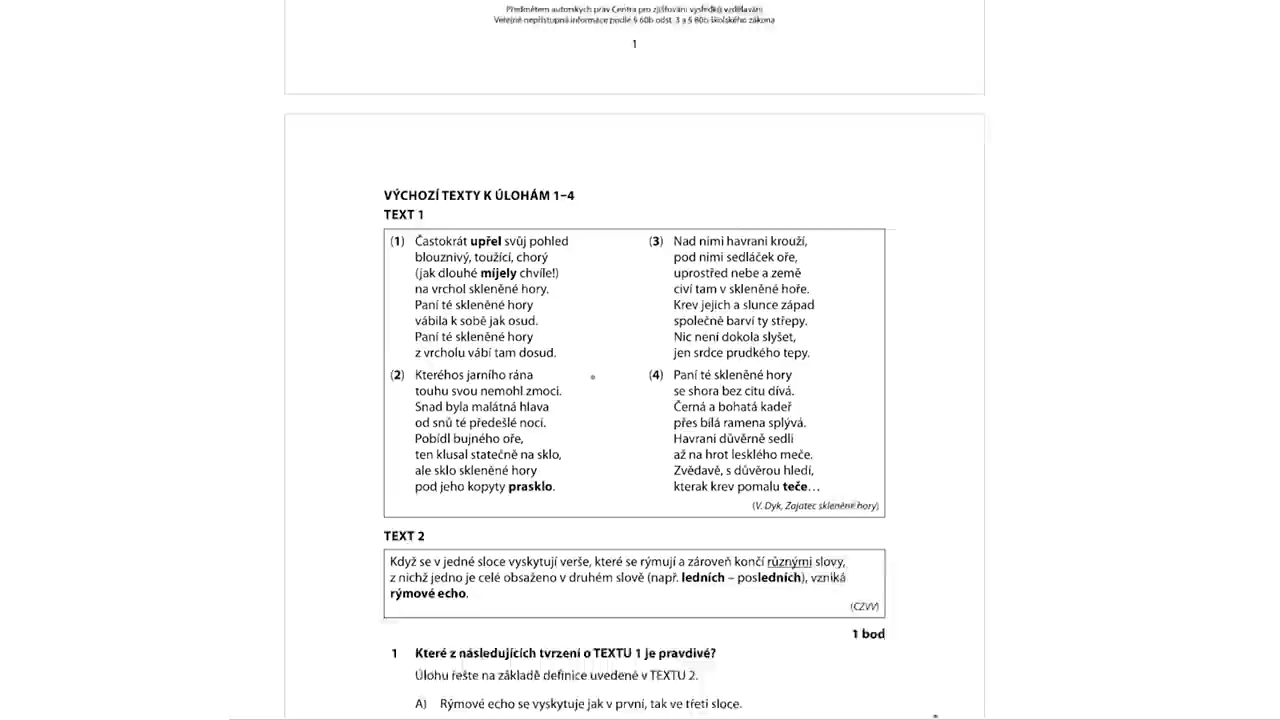 Předmětem autorských práv Centra pro zjišťování výsledků vzdělávání
Veřejně nepřístupná informace podle § 60b odst. 3 a § 80b školského zákona
1
VÝCHOZÍ TEXTY K ÚLOHÁM 1–4
TEXT 1
(1) Častokrát upřel svůj pohled
blouznivý, toužící, chorý
(jak dlouhé míjely chvíle!)
na vrchol skleněné hory.
Paní té skleněné hory
vábila k sobě jak osud.
Paní té skleněné hory
z vrcholu vábí tam dosud.
(2) Kteréhos jarního rána
touhu svou nemohl zmoci.
Snad byla malátná hlava
od snů té předešlé noci.
Pobídl bujného oře,
ten klusal statečně na sklo,
ale sklo skleněné hory
pod jeho kopyty prasklo.
(3) Nad nimi havrani krouží,
pod nimi sedláček oře,
uprostřed nebe a země
civí tam v skleněné hoře.
Krev jejich a slunce západ
společně barví ty střepy.
Nic není dokola slyšet,
jen srdce prudkého tepy.
(4) Paní té skleněné hory
se shora bez citu dívá.
Černá a bohatá kadeř
přes bílá ramena splývá.
Havrani důvěrně sedli
až na hrot lesklého meče.
Zvědavě, s důvěrou hledí,
kterak krev pomalu teče…
(V. Dyk, Zajatec skleněné hory)
TEXT 2
Když se v jedné sloce vyskytují verše, které se rýmují a zároveň končí různými slovy,
z nichž jedno je celé obsaženo v druhém slově (např. ledních – posledních), vzniká
rýmové echo.
(CZVV)
1 bod
1 Které z následujících tvrzení o TEXTU 1 je pravdivé?
Úlohu řešte na základě definice uvedené v TEXTU 2.
A) Rýmové echo se vyskytuje jak v první, tak ve třetí sloce.